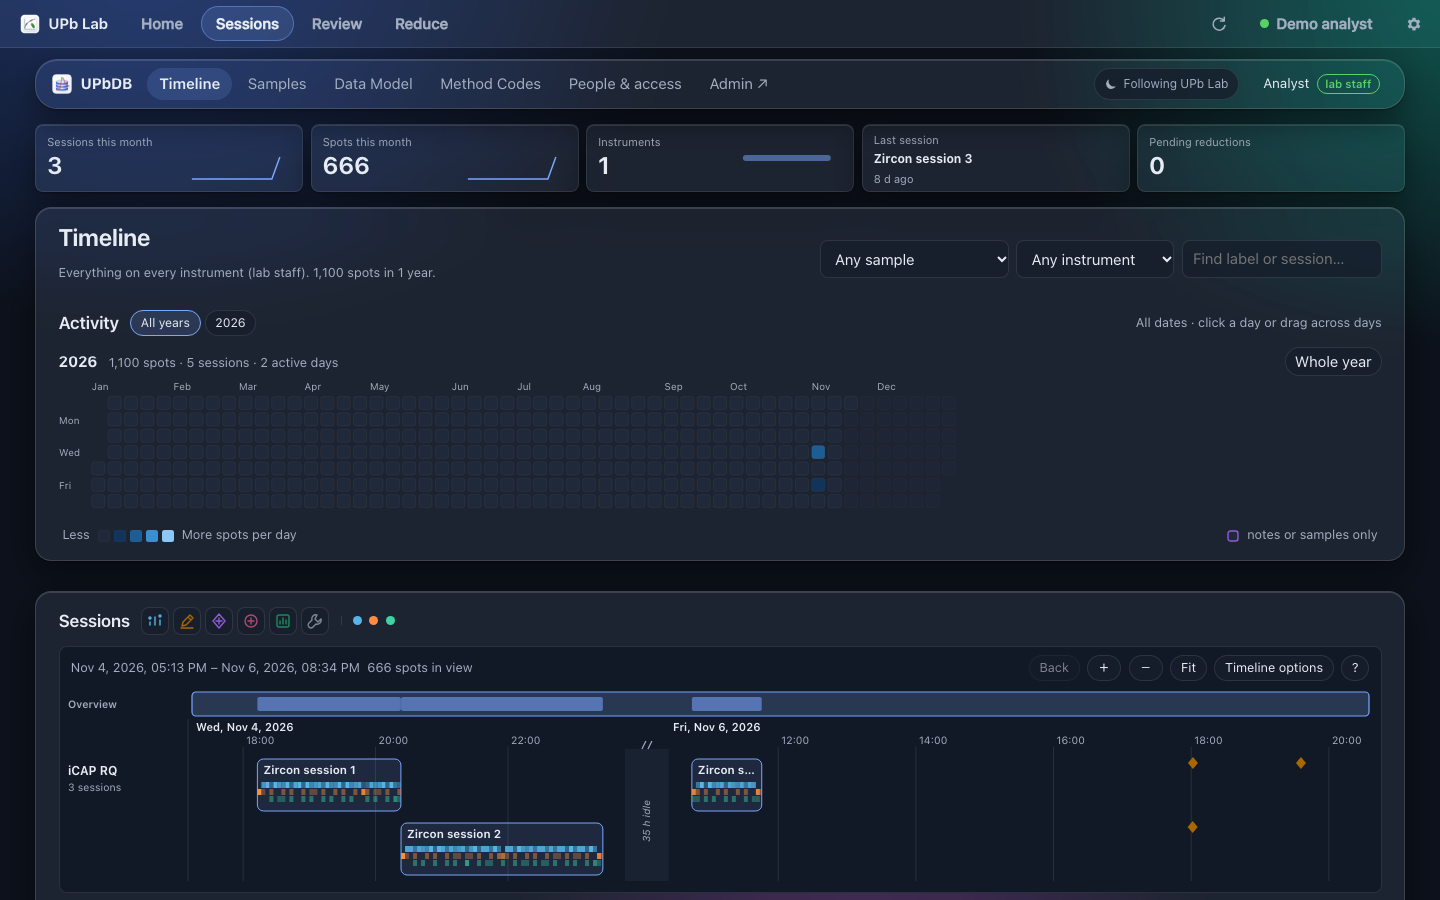 UPb Lab Home Sessions Review Reduce Demo analyst
UPbDB Timeline Samples Data Model Method Codes People & access Admin ↗ Following UPb Lab Analyst lab staff
Sessions this month
3
Spots this month
666
Instruments
1
Last session
Zircon session 3
8 d ago
Pending reductions
0
Timeline
Everything on every instrument (lab staff). 1,100 spots in 1 year.
Any sample Any instrument Find label or session...
Activity All years 2026 All dates · click a day or drag across days
2026 1,100 spots · 5 sessions · 2 active days Whole year
Jan Feb Mar Apr May Jun Jul Aug Sep Oct Nov Dec
Mon
Wed
Fri
Less More spots per day notes or samples only
Sessions
Nov 4, 2026, 05:13 PM – Nov 6, 2026, 08:34 PM 666 spots in view Back + − Fit Timeline options ?
Overview
Wed, Nov 4, 2026 Fri, Nov 6, 2026
18:00 20:00 22:00 // 12:00 14:00 16:00 18:00 20:00
iCAP RQ
3 sessions
Zircon session 1
Zircon s...
35 h idle
Zircon session 2